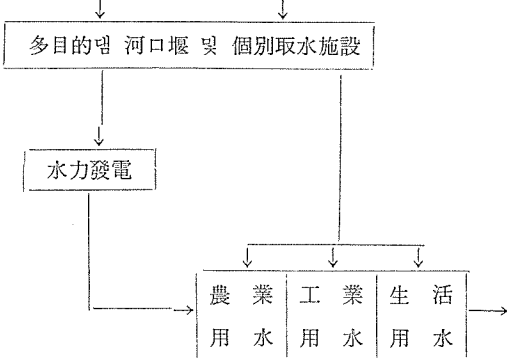 多目的댐 河口堰 및 個別取水施設
水力發電
農業 工業 生活
用水 用水 用水